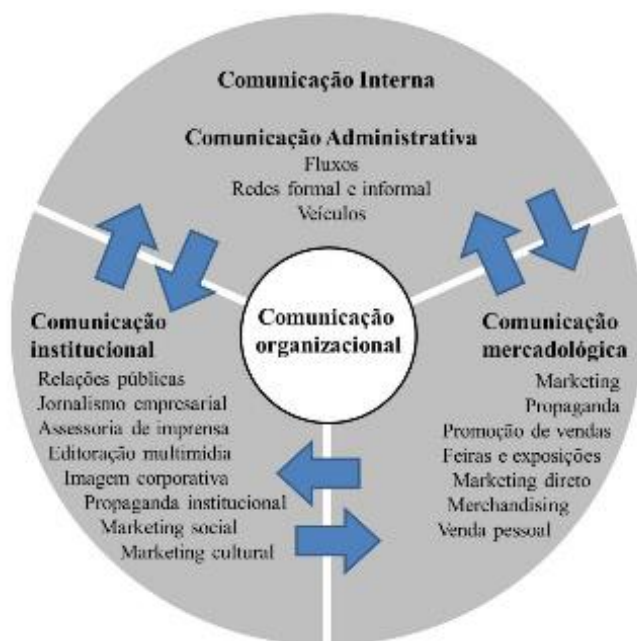 Comunicação Interna
Comunicação Administrativa
Fluxos
Redes formal e informal
Veículos
Comunicação
organizacional
Comunicação
institucional
Relações públicas
Jornalismo empresarial
Assessoria de imprensa
Editoração multimidia
Imagem corporativa
Propaganda institucional
Marketing social
Marketing cultural
Comunicação
mercadológica
Marketing
Propaganda
Promoção de vendas
Feiras e exposições
Marketing direto
Merchandising
Venda pessoal